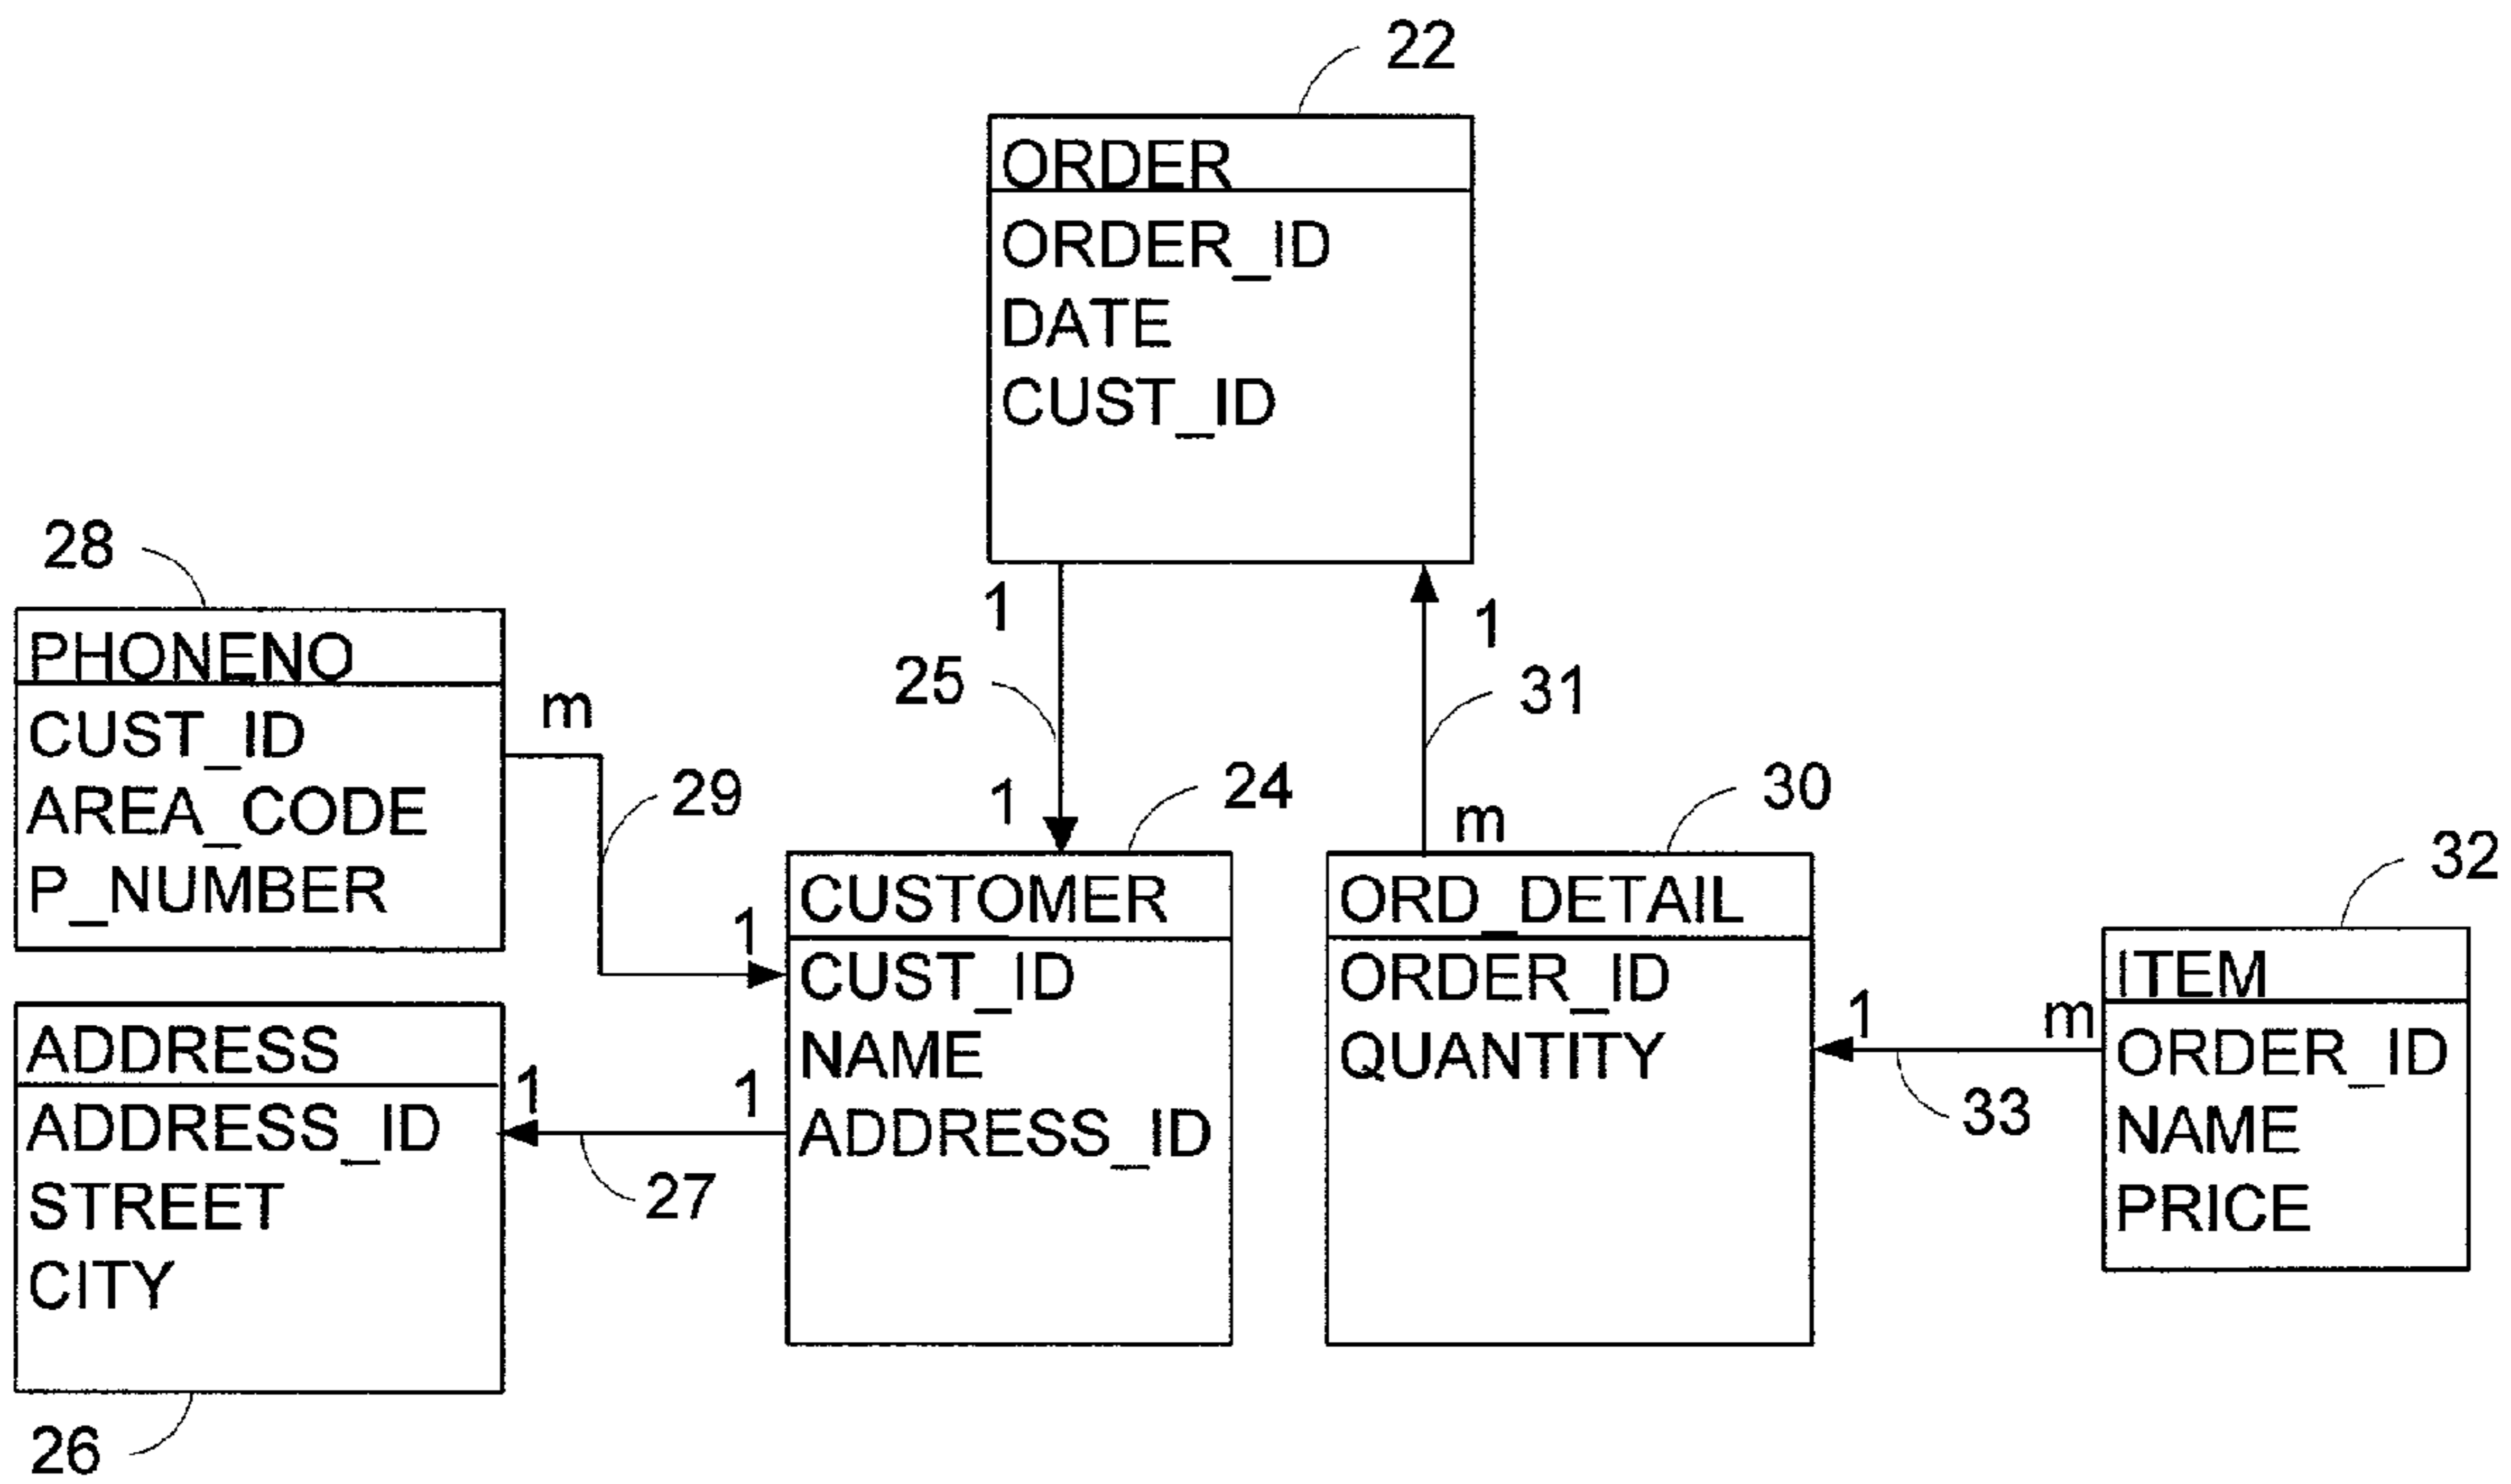 22
ORDER
ORDER_ID
DATE
CUST_ID
1
25
1
1
31
m
28
PHONENO
CUST_ID
AREA_CODE
P_NUMBER
m
29
1
26
ADDRESS
ADDRESS_ID
STREET
CITY
1
1
27
24
CUSTOMER
CUST_ID
NAME
ADDRESS_ID
30
ORD_DETAIL
ORDER_ID
QUANTITY
1
m
33
32
ITEM
ORDER_ID
NAME
PRICE